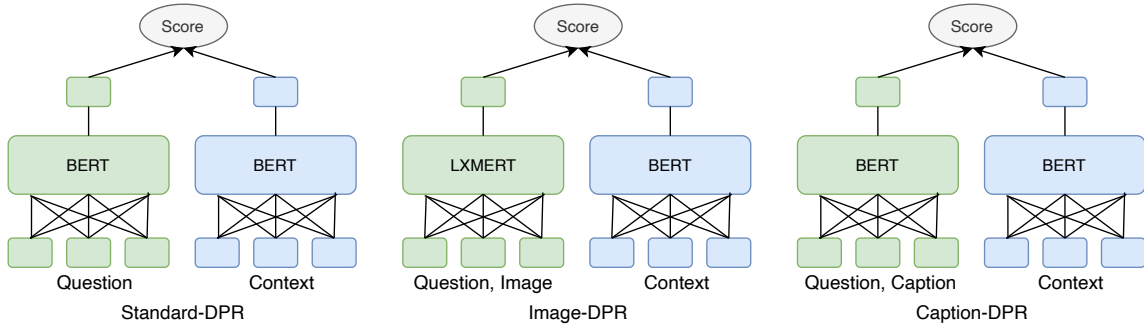 Score
Score
Score
BERT
BERT
LXMERT
BERT
BERT
BERT
Question
Context
Question, Image
Context
Question, Caption
Context
Standard-DPR
Image-DPR
Caption-DPR